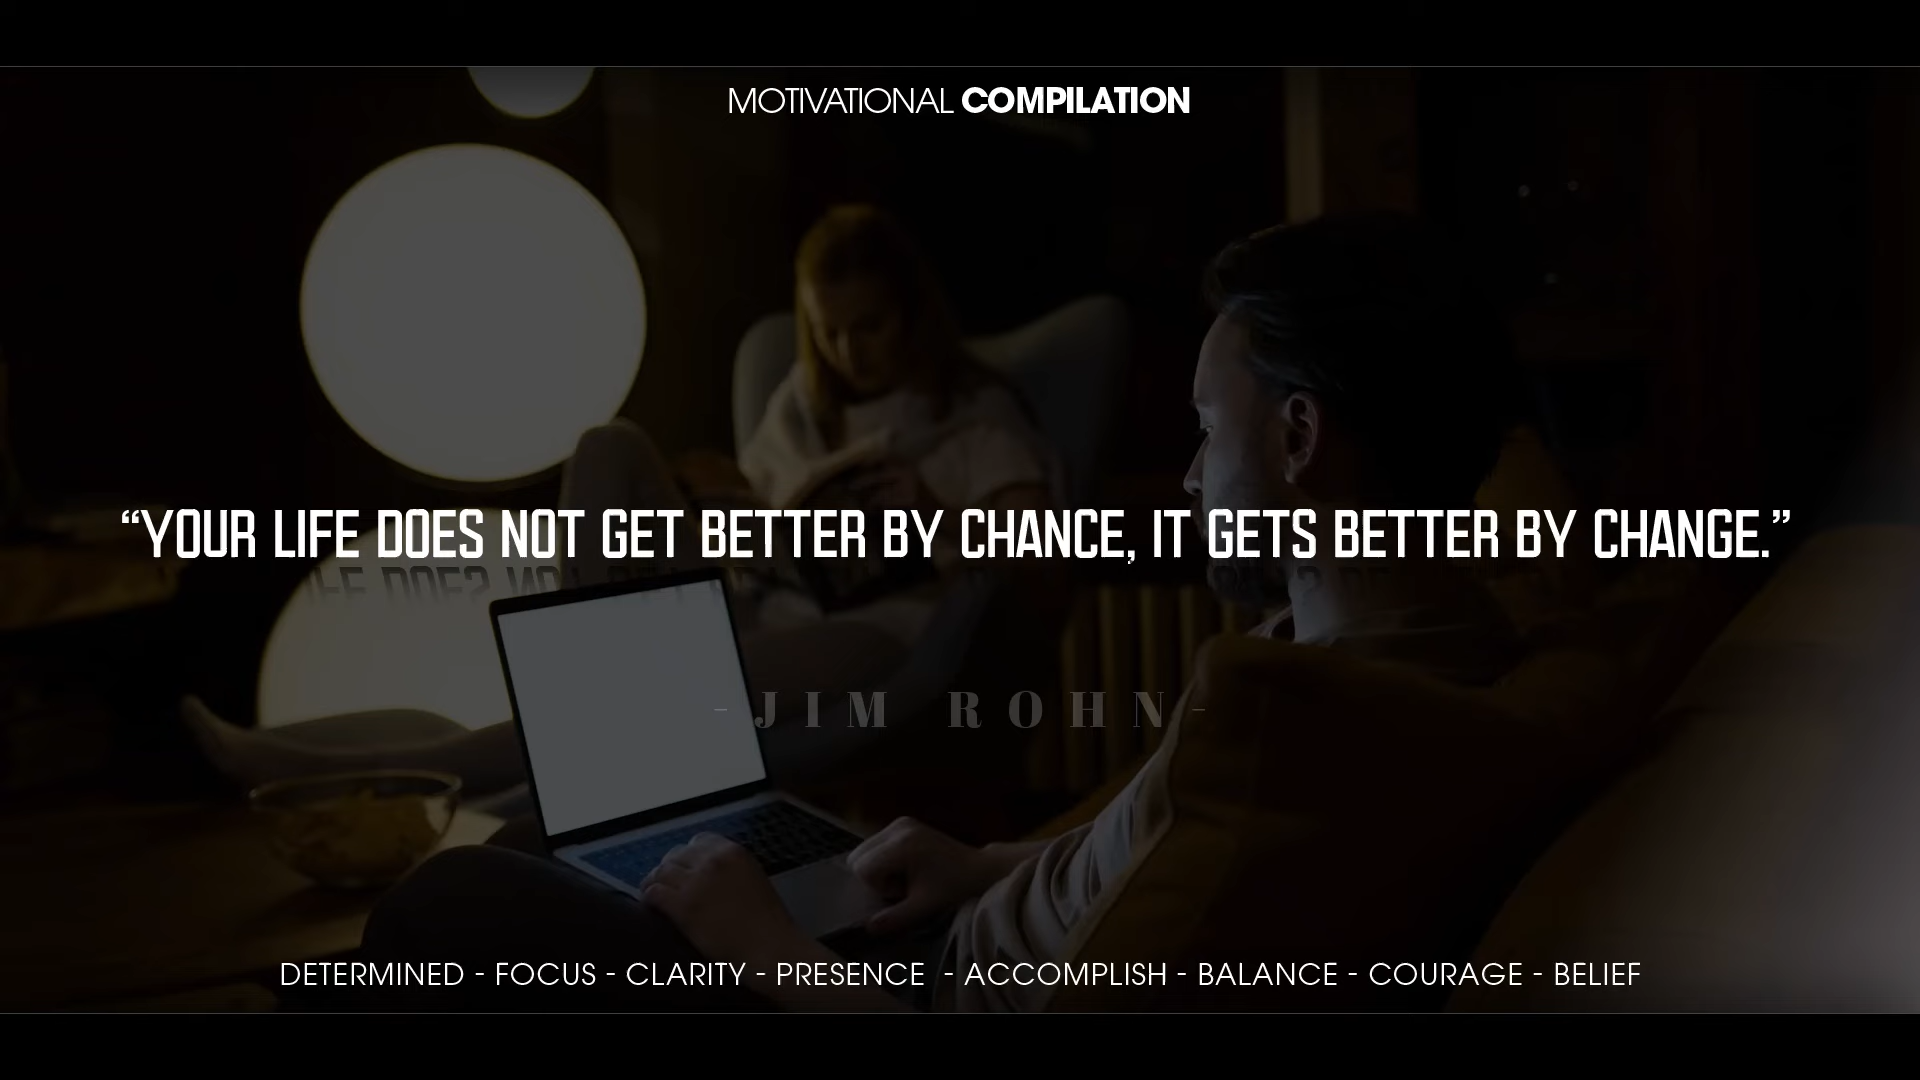 MOTIVATIONAL COMPILATION
“YOUR LIFE DOES NOT GET BETTER BY CHANCE, IT GETS BETTER BY CHANGE.”
-JIM ROHN-
DETERMINED - FOCUS - CLARITY - PRESENCE - ACCOMPLISH - BALANCE - COURAGE - BELIEF